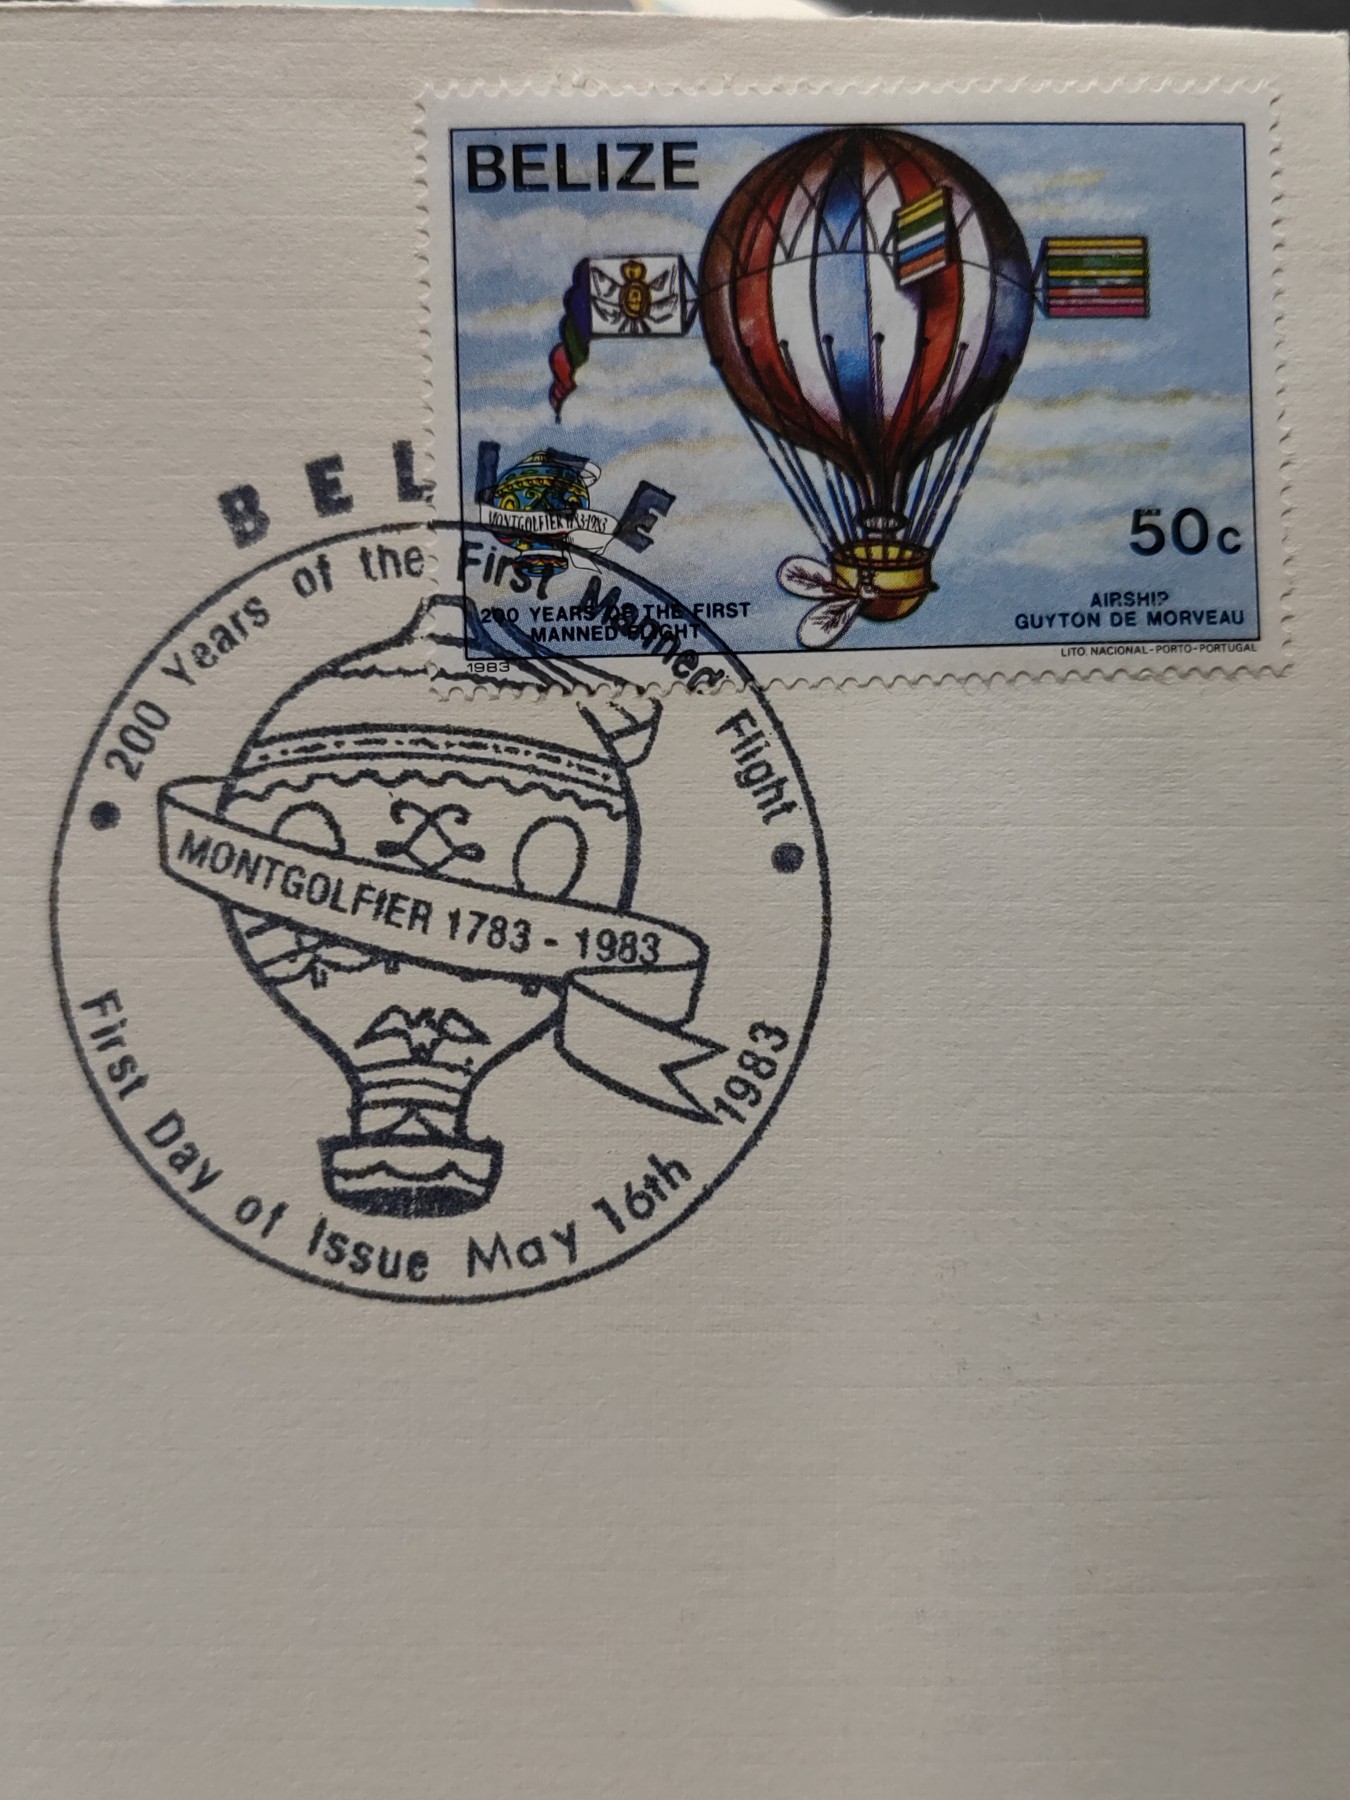 BELIZE
MONTGOLFIER 1783-1983
50c
200 YEARS OF THE FIRST
MANNED FLIGHT
AIRSHIP
GUYTON DE MORVEAU
1983
LITO. NACIONAL-PORTO-PORTUGAL
BELIZE
200 Years of the First Manned Flight
MONTGOLFIER 1783 - 1983
First Day of Issue May 16th 1983